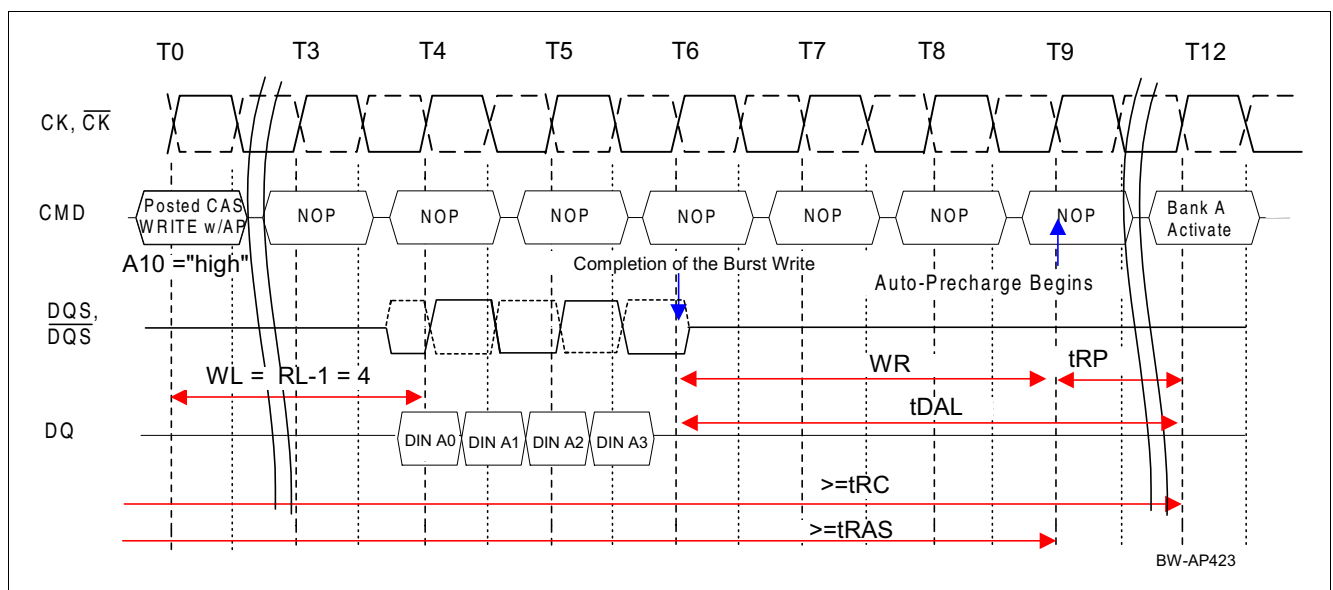 T0 T3 T4 T5 T6 T7 T8 T9 T12
CK, CK
CMD
Posted CAS
WRITE w/AP
NOP NOP NOP NOP NOP NOP NOP
Bank A
Activate
A10 ="high"
Completion of the Burst Write
Auto-Precharge Begins
DQS,
DQS
WL = RL-1 = 4
WR
tRP
tDAL
DQ
DIN A0 DIN A1 DIN A2 DIN A3
>=tRC
>=tRAS
BW-AP423